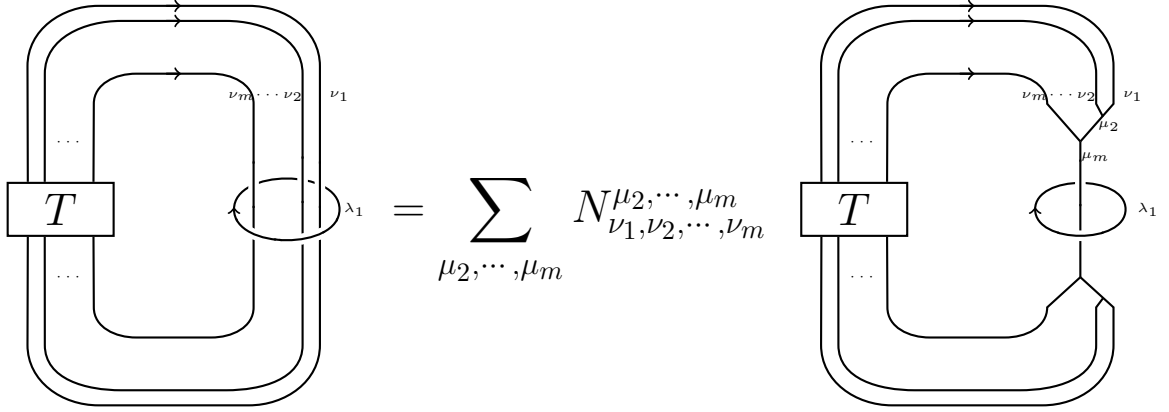 ν_m ··· ν_2 ν_1
ν_m ··· ν_2 ν_1
μ_2
··· ···
μ_m
T λ_1 = ∑_{μ_2,··· ,μ_m} N^{μ_2,··· ,μ_m}_{ν_1,ν_2,··· ,ν_m} T λ_1
··· ···